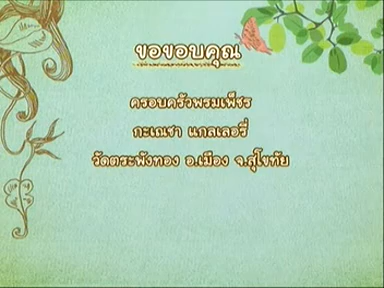 ขอขอบคุณ
ครอบครัวพรมเพ็ชร
กะเณชา แกลเลอรี่
วัดตระพังทอง อ.เมือง จ.สุโขทัย